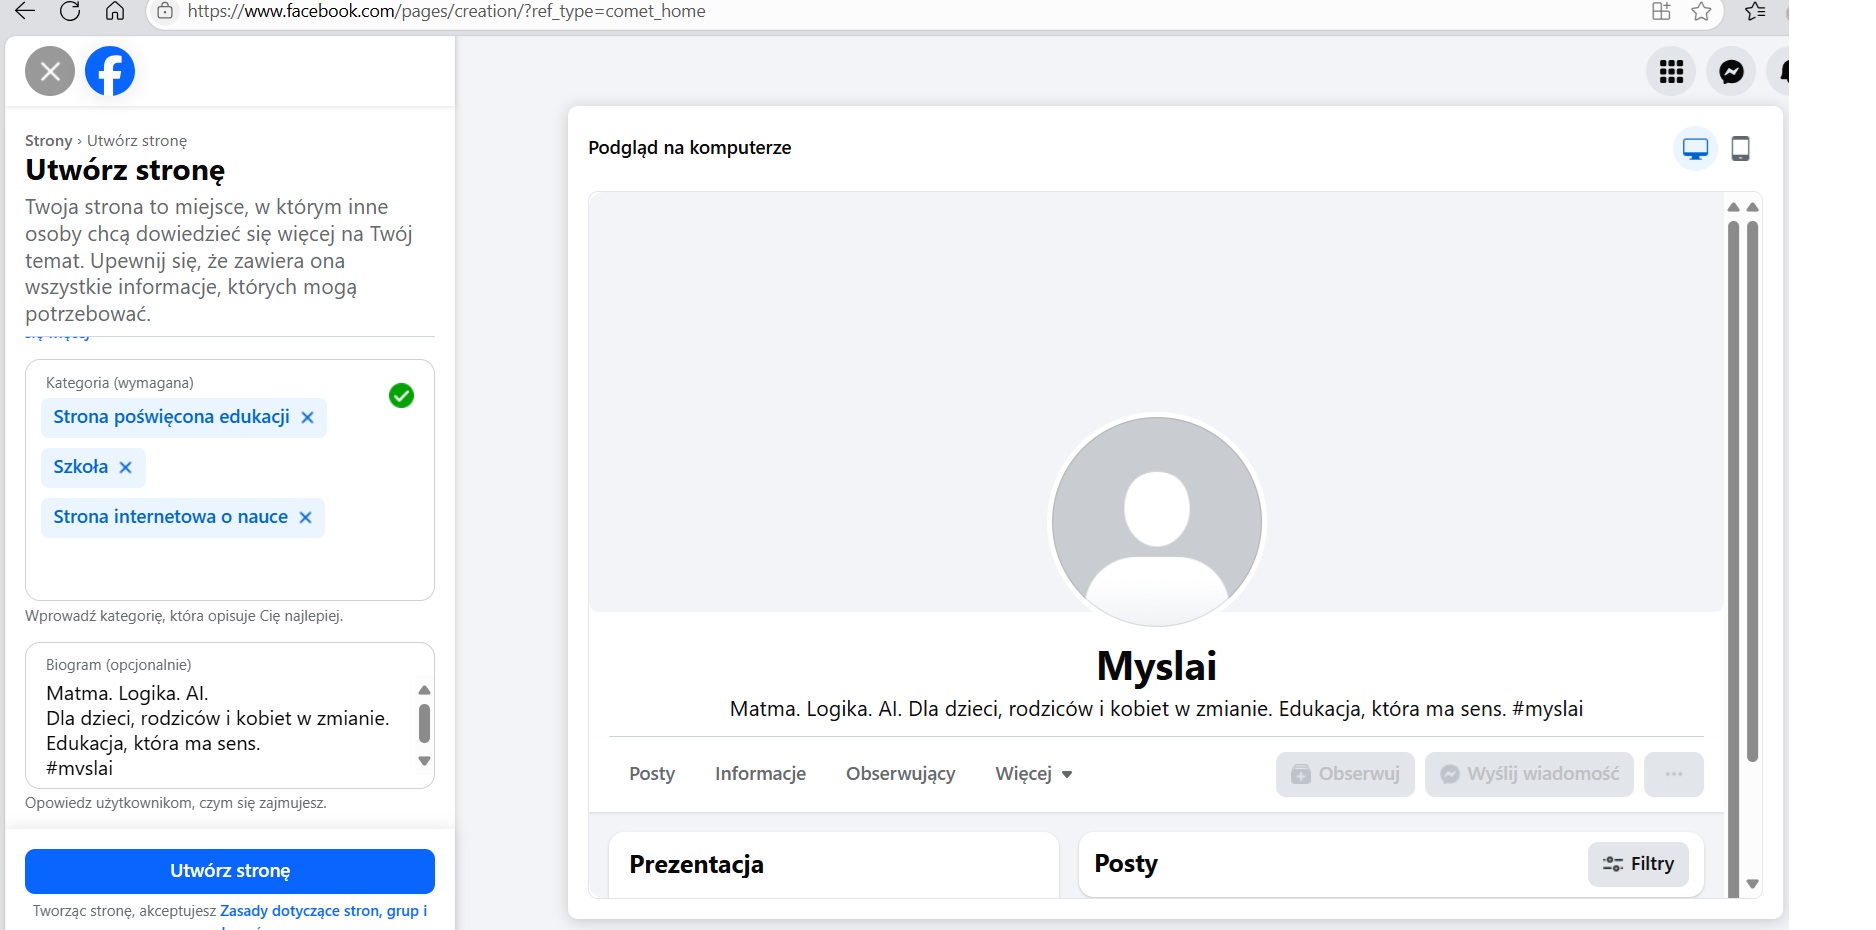 https://www.facebook.com/pages/creation/?ref_type=comet_home
Strony › Utwórz stronę
Utwórz stronę
Twoja strona to miejsce, w którym inne
osoby chcą dowiedzieć się więcej na Twój
temat. Upewnij się, że zawiera ona
wszystkie informacje, których mogą
potrzebować.
Kategoria (wymagana)
Strona poświęcona edukacji
Szkoła
Strona internetowa o nauce
Wprowadź kategorię, która opisuje Cię najlepiej.
Biogram (opcjonalnie)
Matma. Logika. AI.
Dla dzieci, rodziców i kobiet w zmianie.
Edukacja, która ma sens.
#myslai
Opowiedz użytkownikom, czym się zajmujesz.
Utwórz stronę
Tworząc stronę, akceptujesz Zasady dotyczące stron, grup i
Podgląd na komputerze
Myslai
Matma. Logika. AI. Dla dzieci, rodziców i kobiet w zmianie. Edukacja, która ma sens. #myslai
Posty
Informacje
Obserwujący
Więcej
Obserwuj
Wyślij wiadomość
Prezentacja
Posty
Filtry